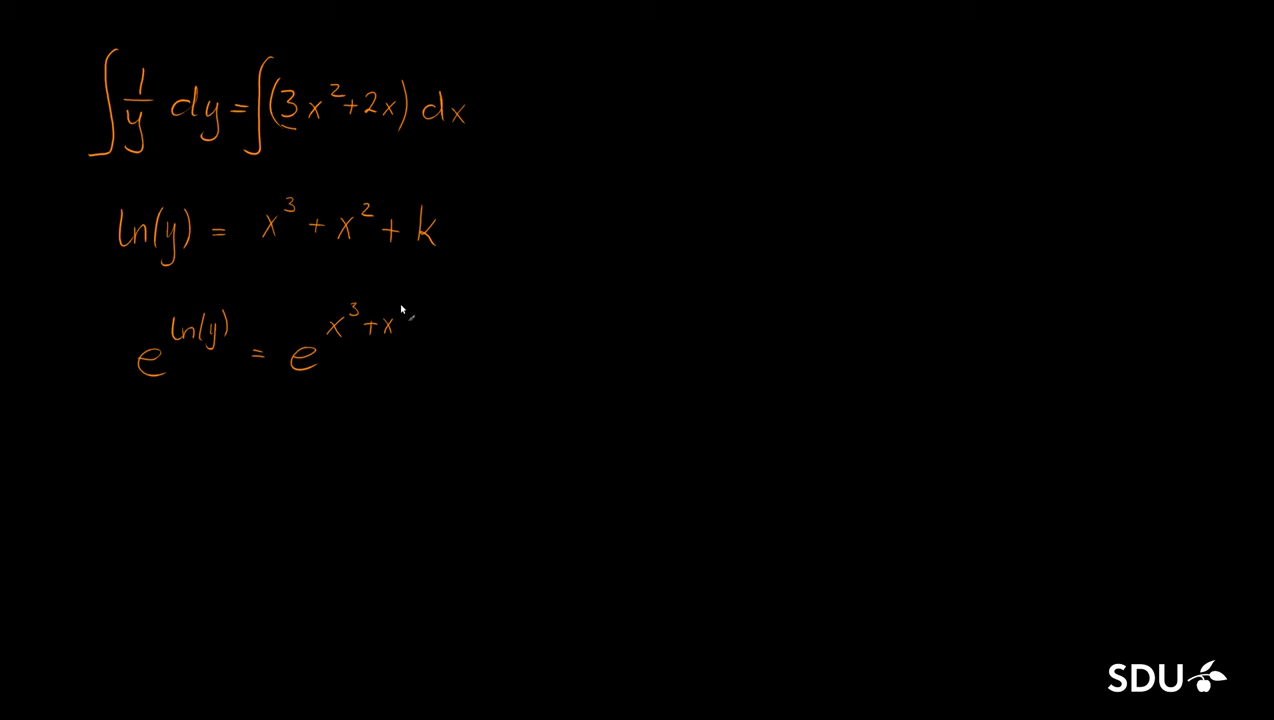 ∫ 1/y dy = ∫ (3x² + 2x) dx
ln(y) = x³ + x² + k
e^ln(y) = e^x³ + x
SDU